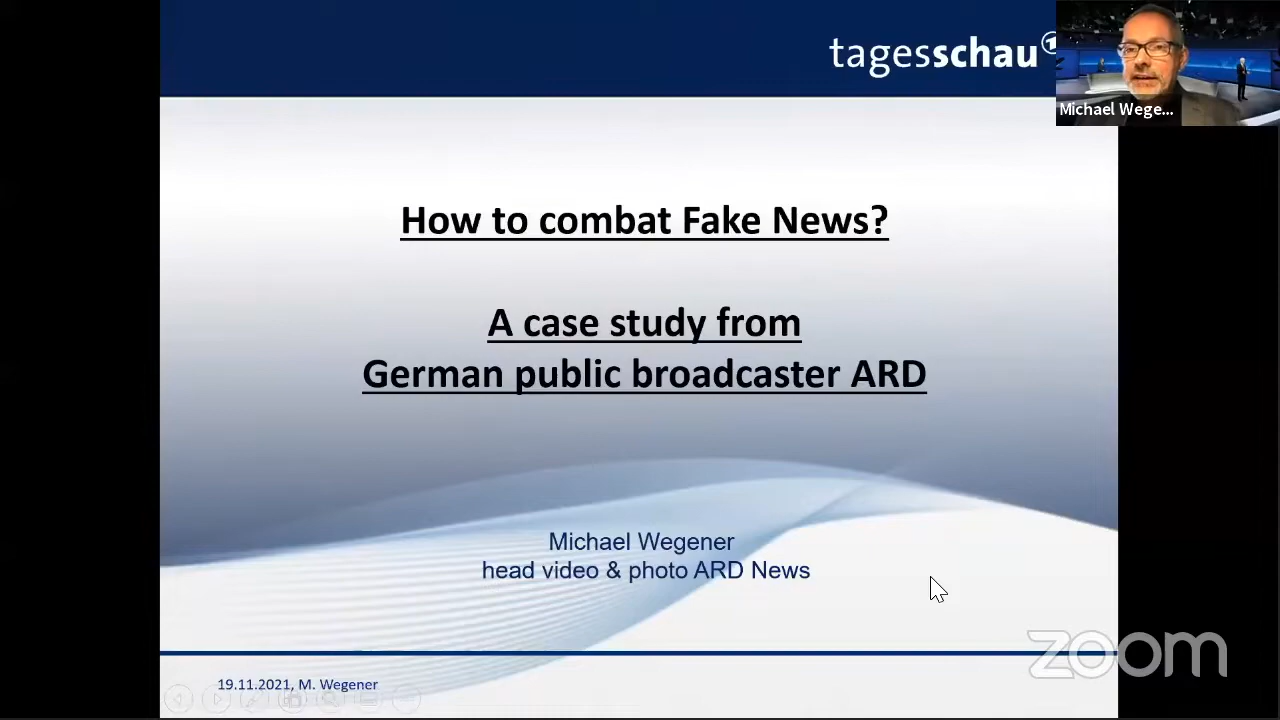 tagesschau
Michael Wege...
How to combat Fake News?
A case study from
German public broadcaster ARD
Michael Wegener
head video & photo ARD News
zoom
19.11.2021, M. Wegener